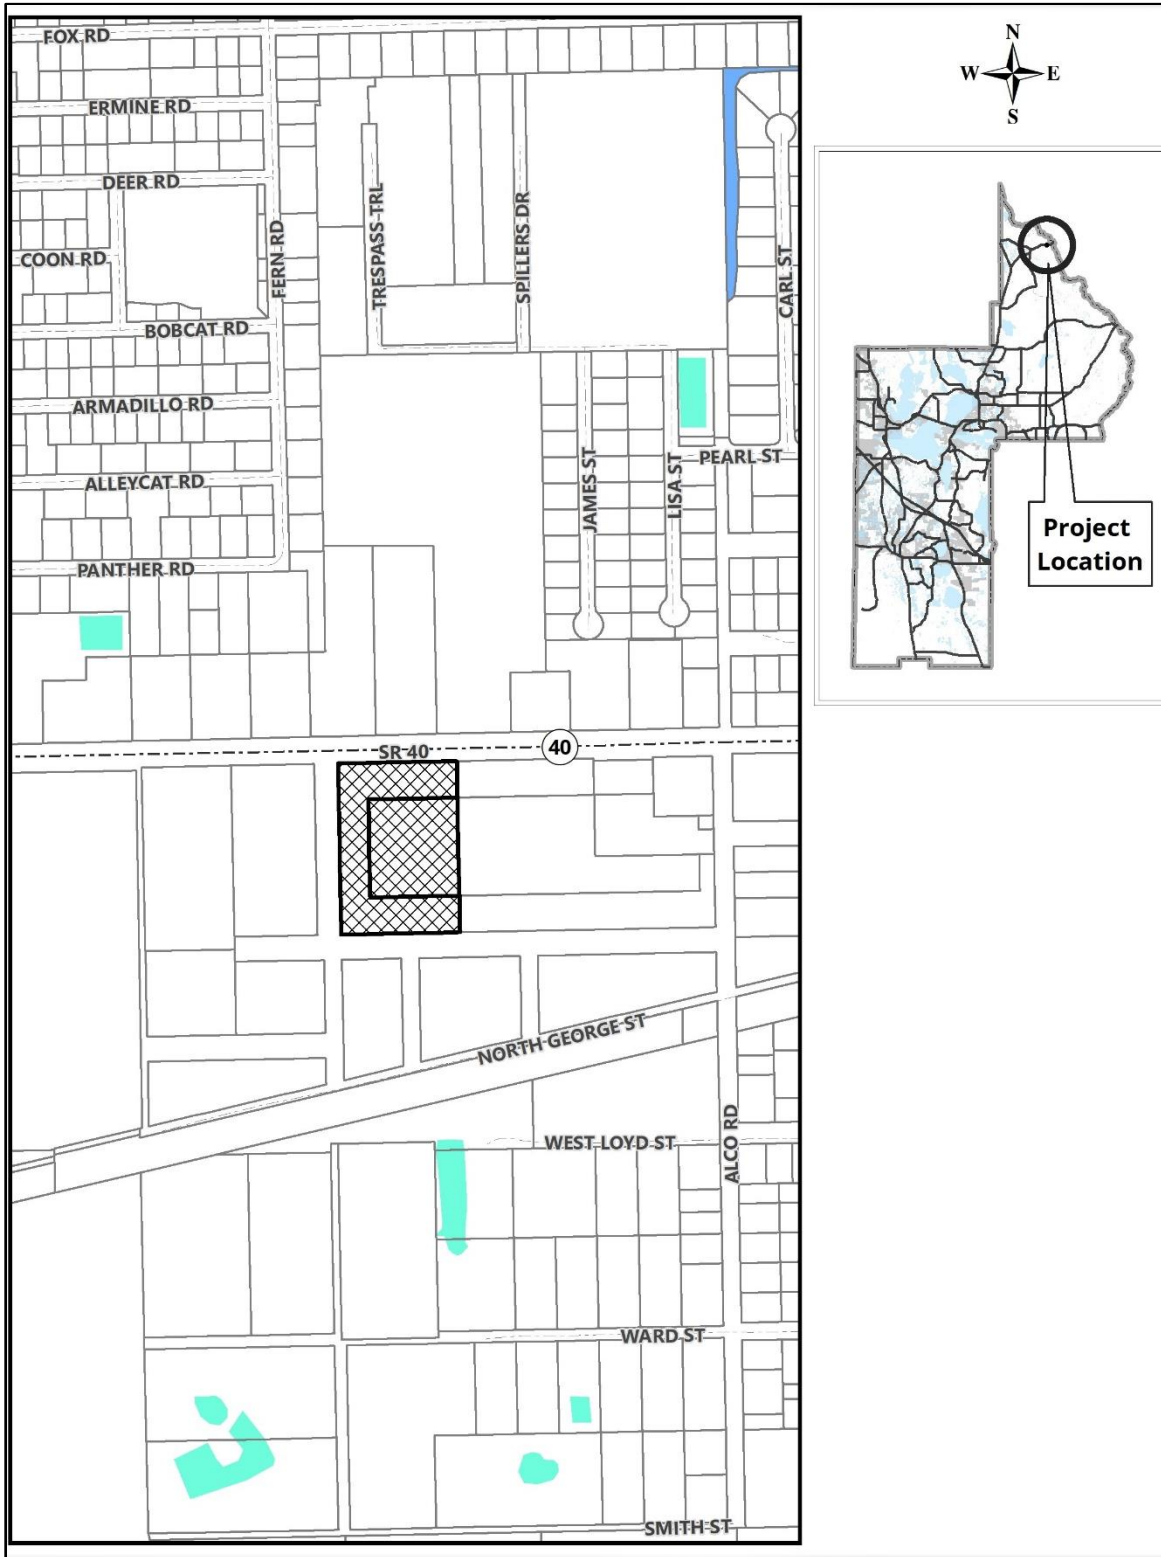 FOX RD
ERMINE RD
DEER RD
COON RD
FERN RD
TRESPASS TRL
SPILLERS DR
CARL ST
BOBCAT RD
ARMADILLO RD
ALLEYCAT RD
JAMES ST
LISA ST
PEARL ST
PANTHER RD
SR 40
40
NORTH GEORGE ST
WEST LOYD ST
ALCO RD
WARD ST
SMITH ST
N
W E
S
Project
Location